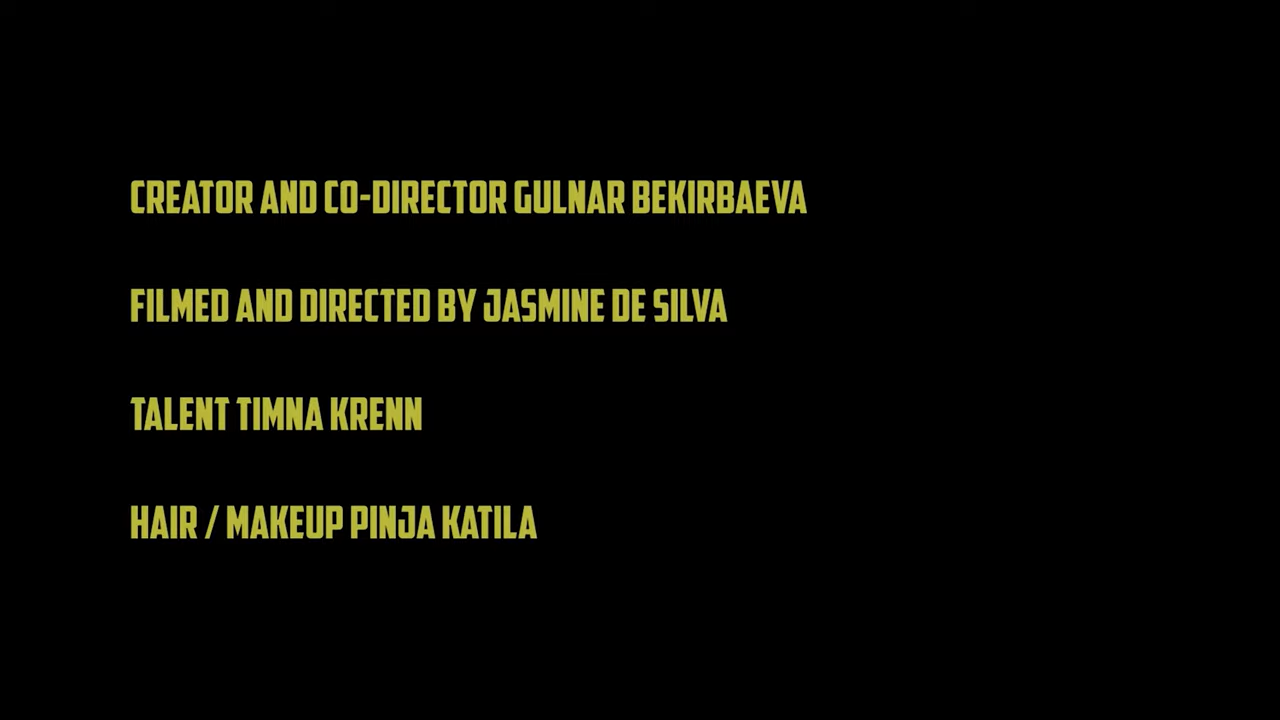 CREATOR AND CO-DIRECTOR GULNAR BEKIRBAEVA
FILMED AND DIRECTED BY JASMINE DE SILVA
TALENT TIMNA KRENN
HAIR / MAKEUP PINJA KATILA